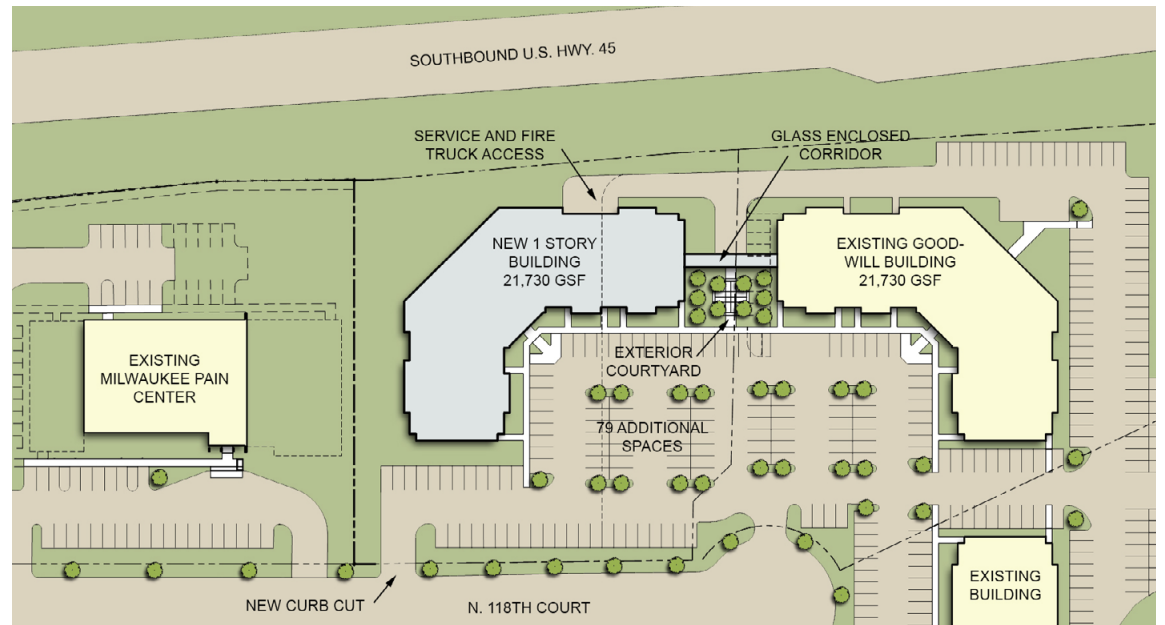 SOUTHBOUND U.S. HWY. 45
SERVICE AND FIRE
TRUCK ACCESS
GLASS ENCLOSED
CORRIDOR
NEW 1 STORY
BUILDING
21,730 GSF
EXISTING GOOD-
WILL BUILDING
21,730 GSF
EXISTING
MILWAUKEE PAIN
CENTER
EXTERIOR
COURTYARD
79 ADDITIONAL
SPACES
NEW CURB CUT
N. 118TH COURT
EXISTING
BUILDING